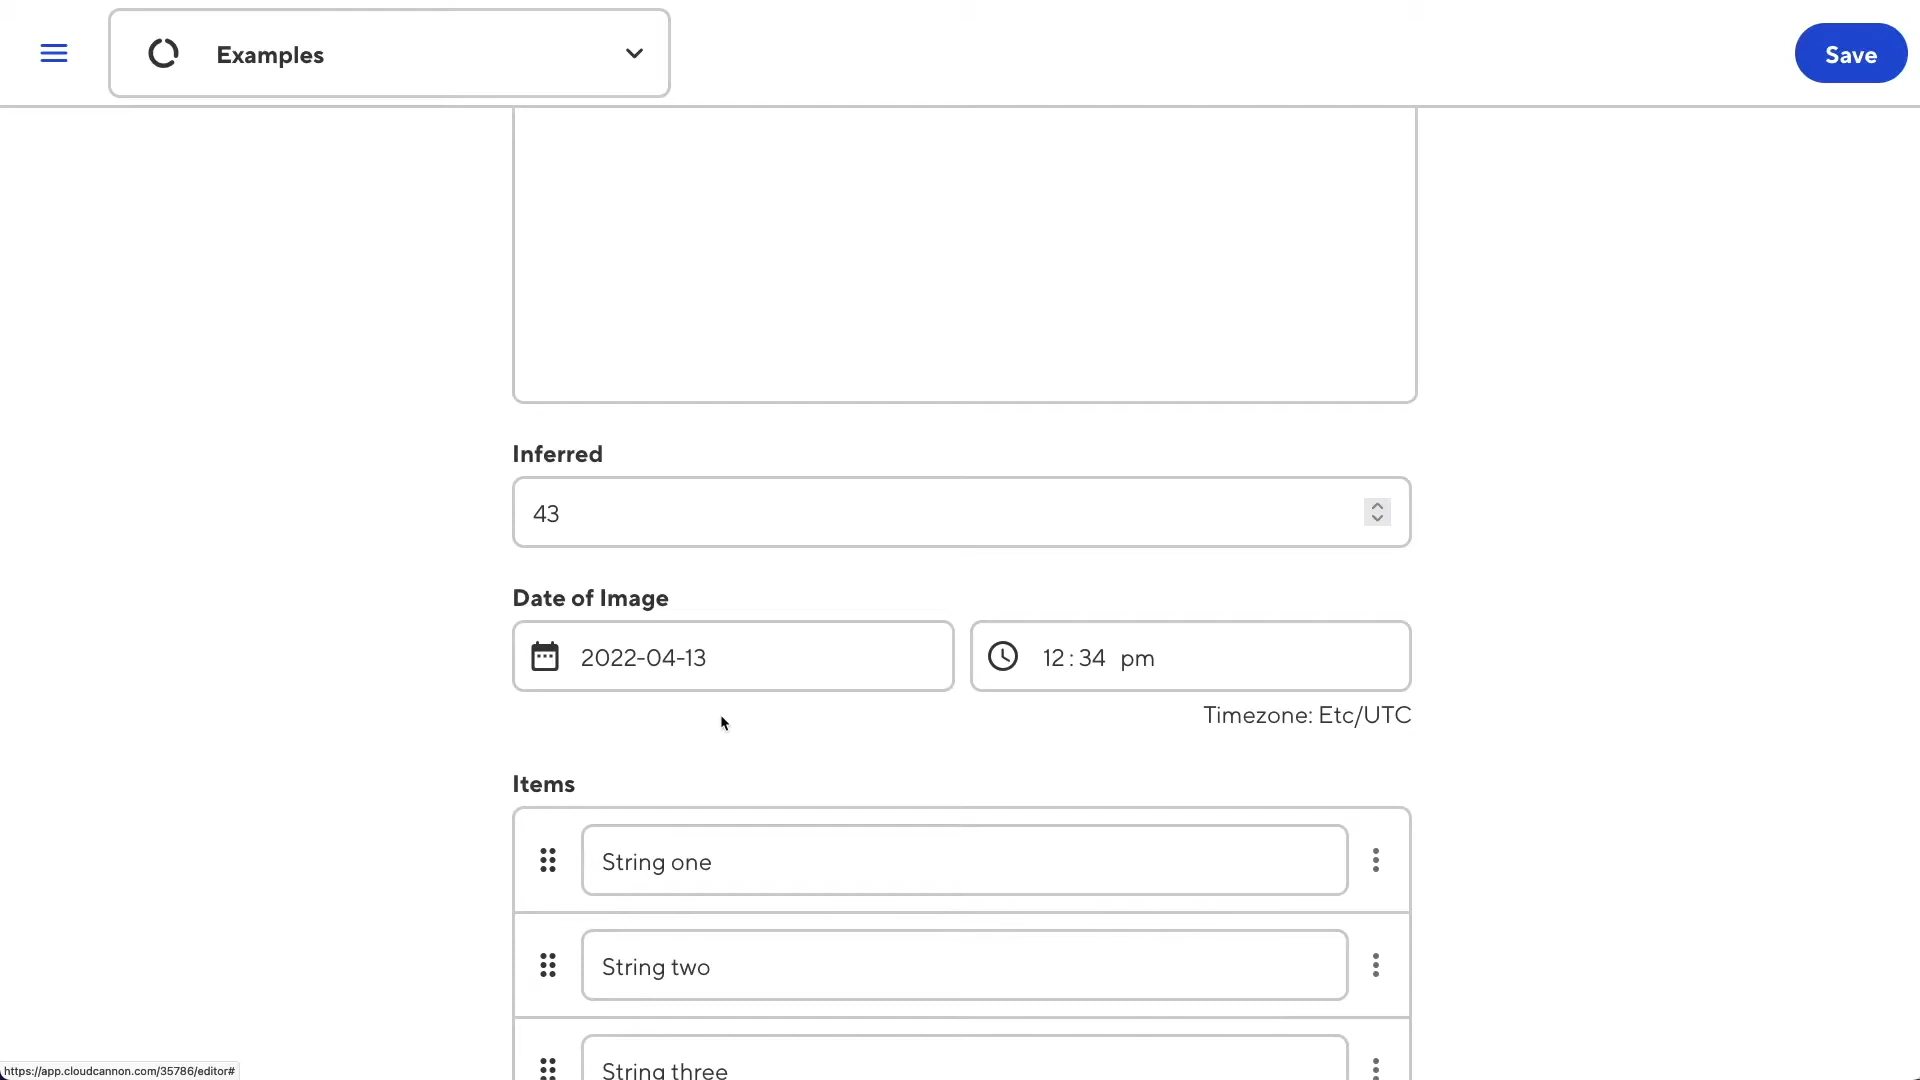 Examples
Save
Inferred
43
Date of Image
2022-04-13
12:34 pm
Timezone: Etc/UTC
Items
String one
String two
String three
https://app.cloudcannon.com/35786/editor#